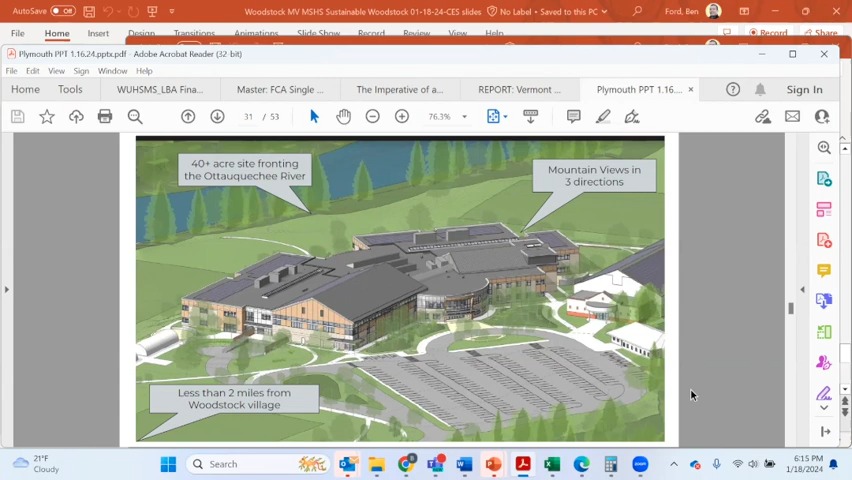 AutoSave Off
Woodstock MV MSHS Sustainable Woodstock 01-18-24-CES slides
No Label • Saved to this PC
Ford, Ben
File Home Insert Draw Design Transitions Animations Slide Show Record Review View Help
Record Share
Plymouth PPT 1.16.24.pptx.pdf - Adobe Acrobat Reader (32-bit)
File Edit View Sign Window Help
Home Tools WUHSMS_LBA Fina... Master: FCA Single ... The Imperative of a... REPORT: Vermont ... Plymouth PPT 1.16.... Sign In
31 / 53 76.3%
40+ acre site fronting
the Ottauquechee River
Mountain Views in
3 directions
Less than 2 miles from
Woodstock village
21°F
Cloudy
Search
zoom
6:15 PM
1/18/2024